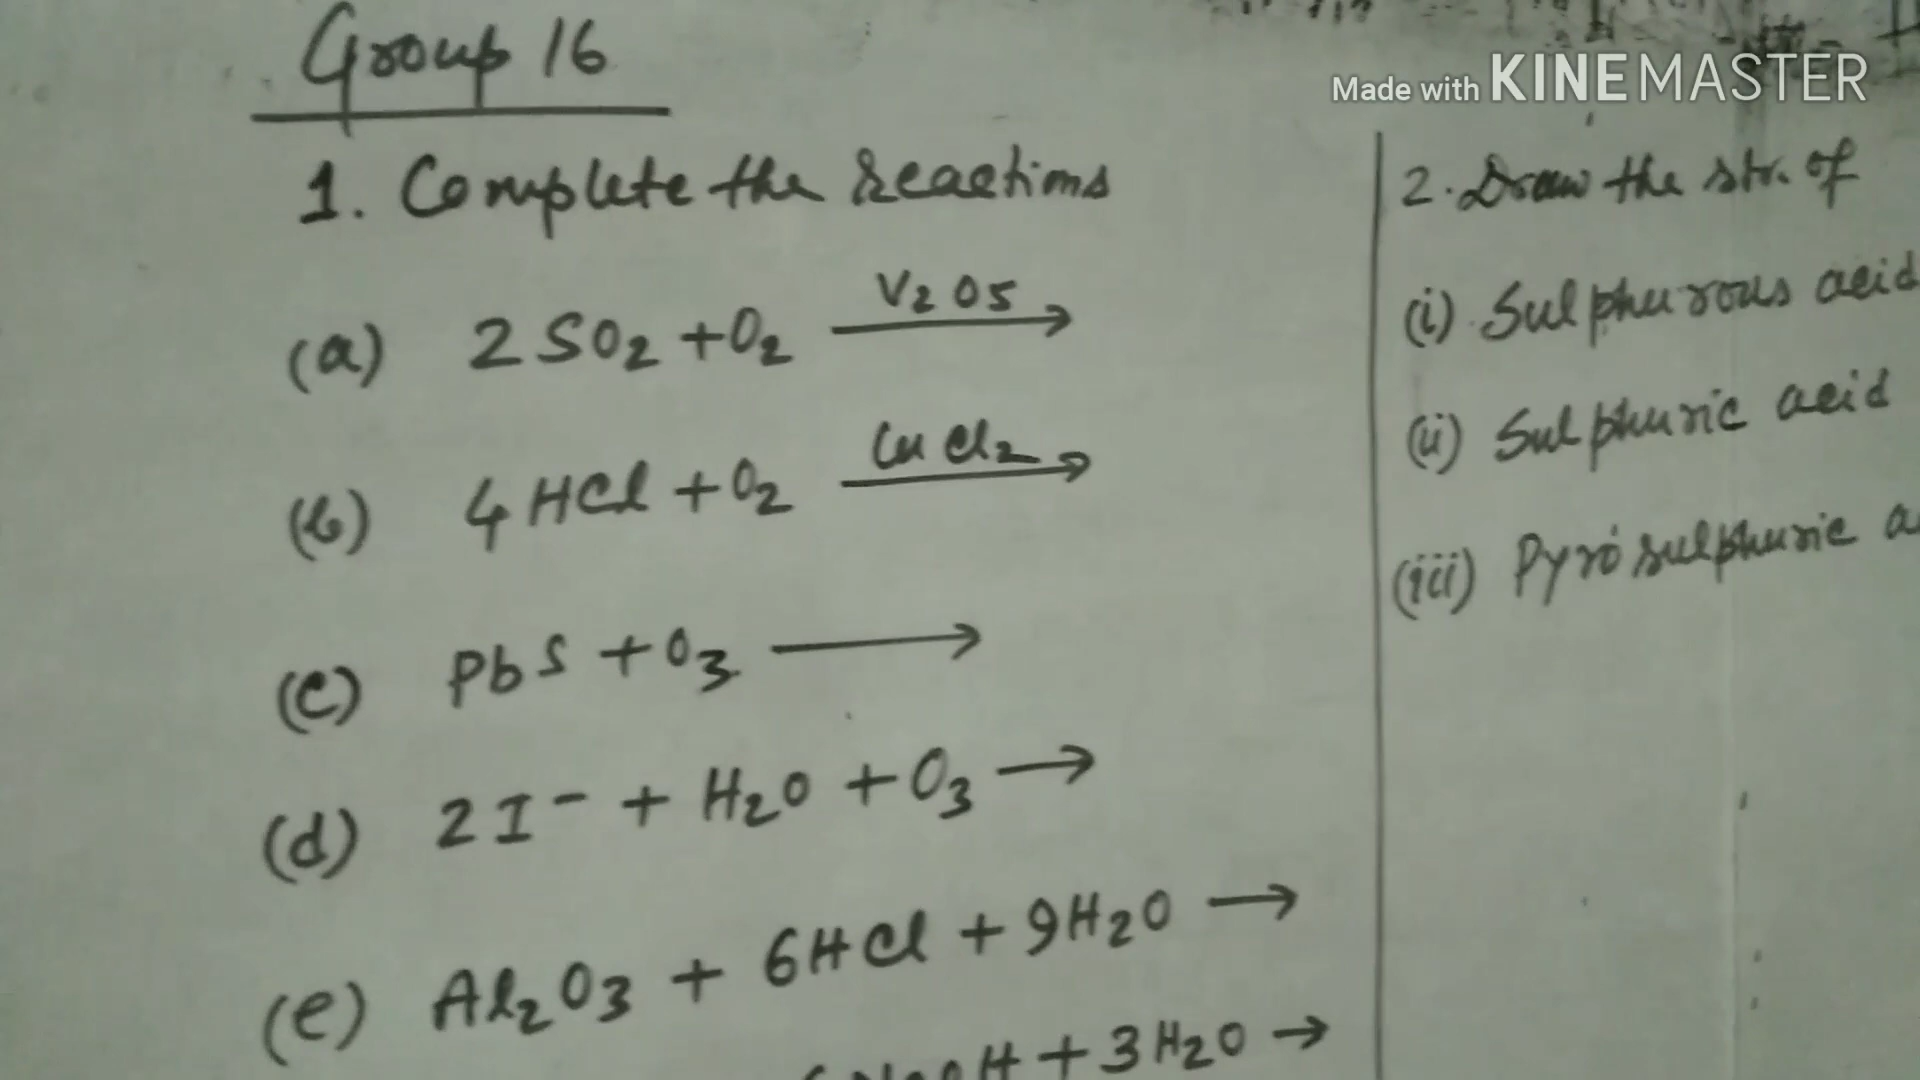 Group 16
Made with KINEMASTER
1. Complete the reactions
(a) 2SO2 + O2 V2O5 →
(b) 4HCl + O2 CuCl2 →
(c) PbS + O3 →
(d) 2I⁻ + H2O + O3 →
(e) Al2O3 + 6HCl + 9H2O →
+ 3H2O →
2. Draw the str. of
(i) Sulphurous acid
(ii) Sulphuric acid
(iii) Pyrosulphuric